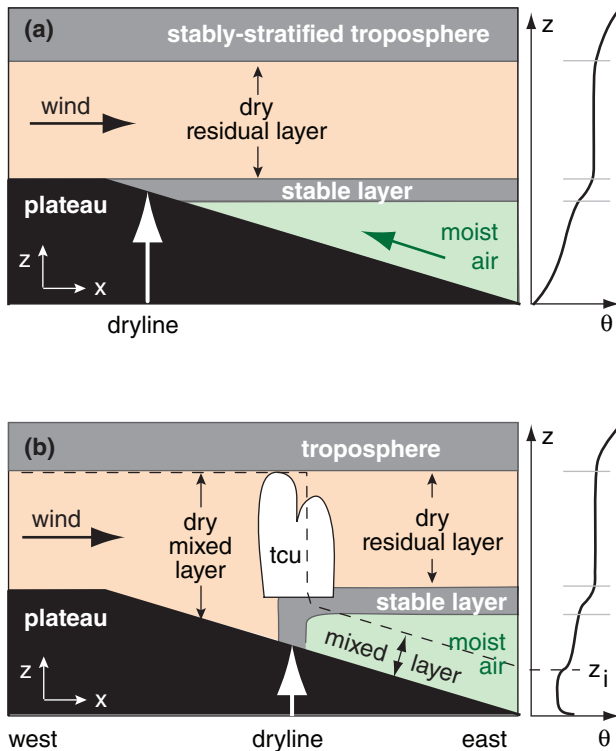 (a)
stably-stratified troposphere
z
wind
dry
residual layer
stable layer
plateau
moist
air
z
x
θ
dryline
(b)
troposphere
z
wind
dry
mixed
layer
tcu
dry
residual layer
stable layer
plateau
moist
mixed layer
air
zi
z
x
west
dryline
east
θ